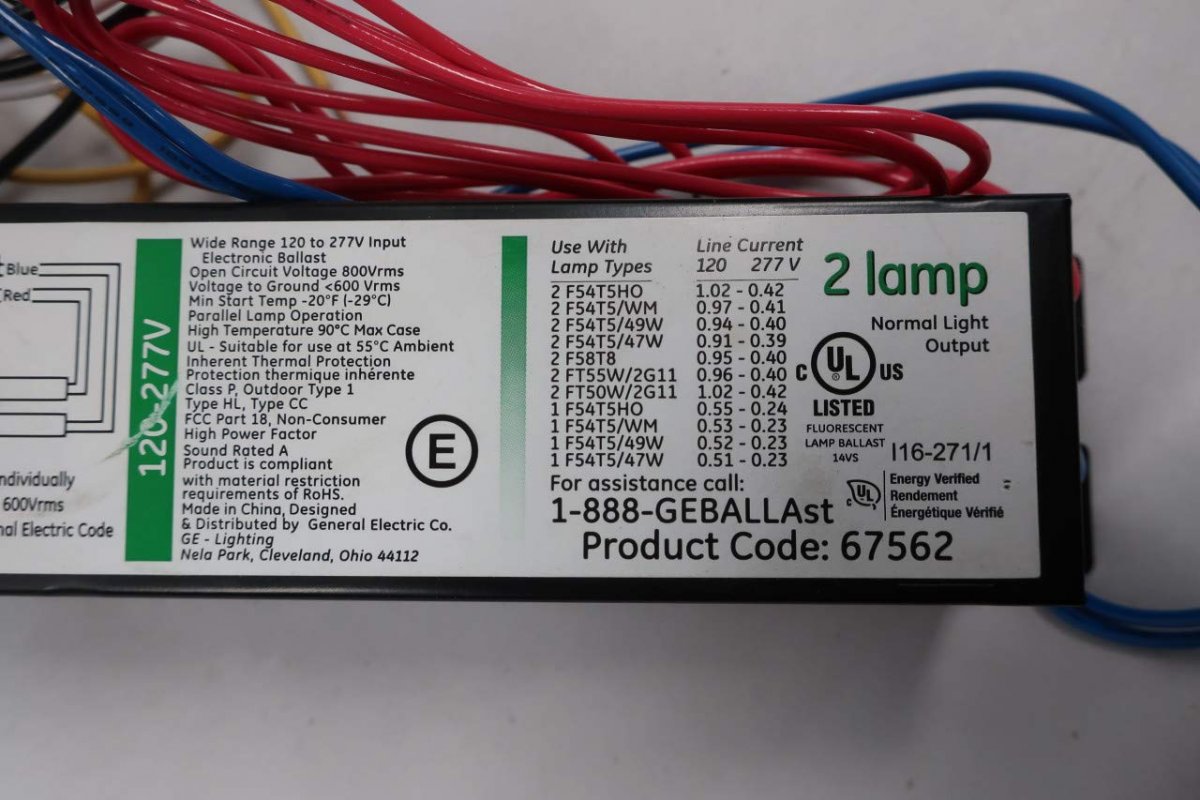 Blue
Red
ndividually
600Vrms
nal Electric Code
120-277V
Wide Range 120 to 277V Input
Electronic Ballast
Open Circuit Voltage 800Vrms
Voltage to Ground <600 Vrms
Min Start Temp -20°F (-29°C)
Parallel Lamp Operation
High Temperature 90°C Max Case
UL - Suitable for use at 55°C Ambient
Inherent Thermal Protection
Protection thermique inhérente
Class P, Outdoor Type 1
Type HL, Type CC
FCC Part 18, Non-Consumer
High Power Factor
Sound Rated A
Product is compliant
with material restriction
requirements of RoHS.
Made in China, Designed
& Distributed by General Electric Co.
GE - Lighting
Nela Park, Cleveland, Ohio 44112
E
Use With Line Current
Lamp Types 120 277 V
2 F54T5HO 1.02 - 0.42
2 F54T5/WM 0.97 - 0.41
2 F54T5/49W 0.94 - 0.40
2 F54T5/47W 0.91 - 0.39
2 F58T8 0.95 - 0.40
2 FT55W/2G11 0.96 - 0.40
2 FT50W/2G11 1.02 - 0.42
1 F54T5HO 0.55 - 0.24
1 F54T5/WM 0.53 - 0.23
1 F54T5/49W 0.52 - 0.23
1 F54T5/47W 0.51 - 0.23
For assistance call:
1-888-GEBALLAst
Product Code: 67562
2 lamp
Normal Light
Output
C UL US
LISTED
FLUORESCENT
LAMP BALLAST
14VS
I16-271/1
c UL
Energy Verified
Rendement
Énergétique Vérifié